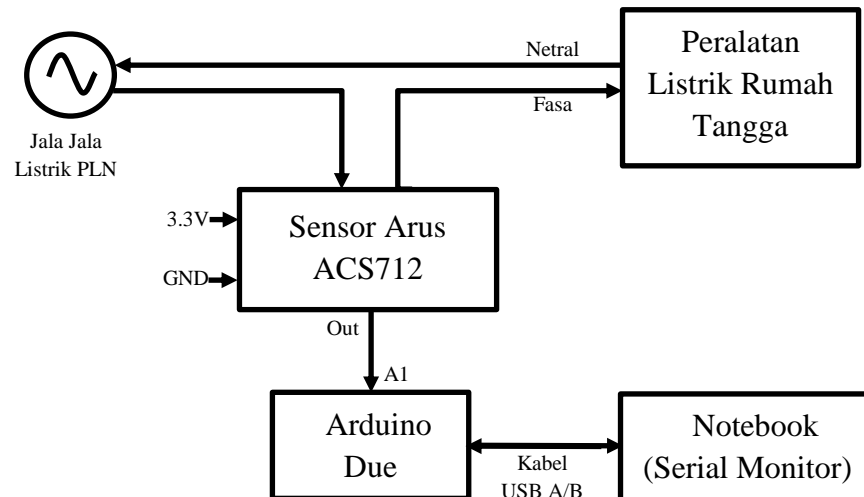 Netral
Peralatan
Listrik Rumah
Tangga
Fasa
Jala Jala
Listrik PLN
3.3V
GND
Sensor Arus
ACS712
Out
A1
Arduino
Due
Kabel
USB A/B
Notebook
(Serial Monitor)